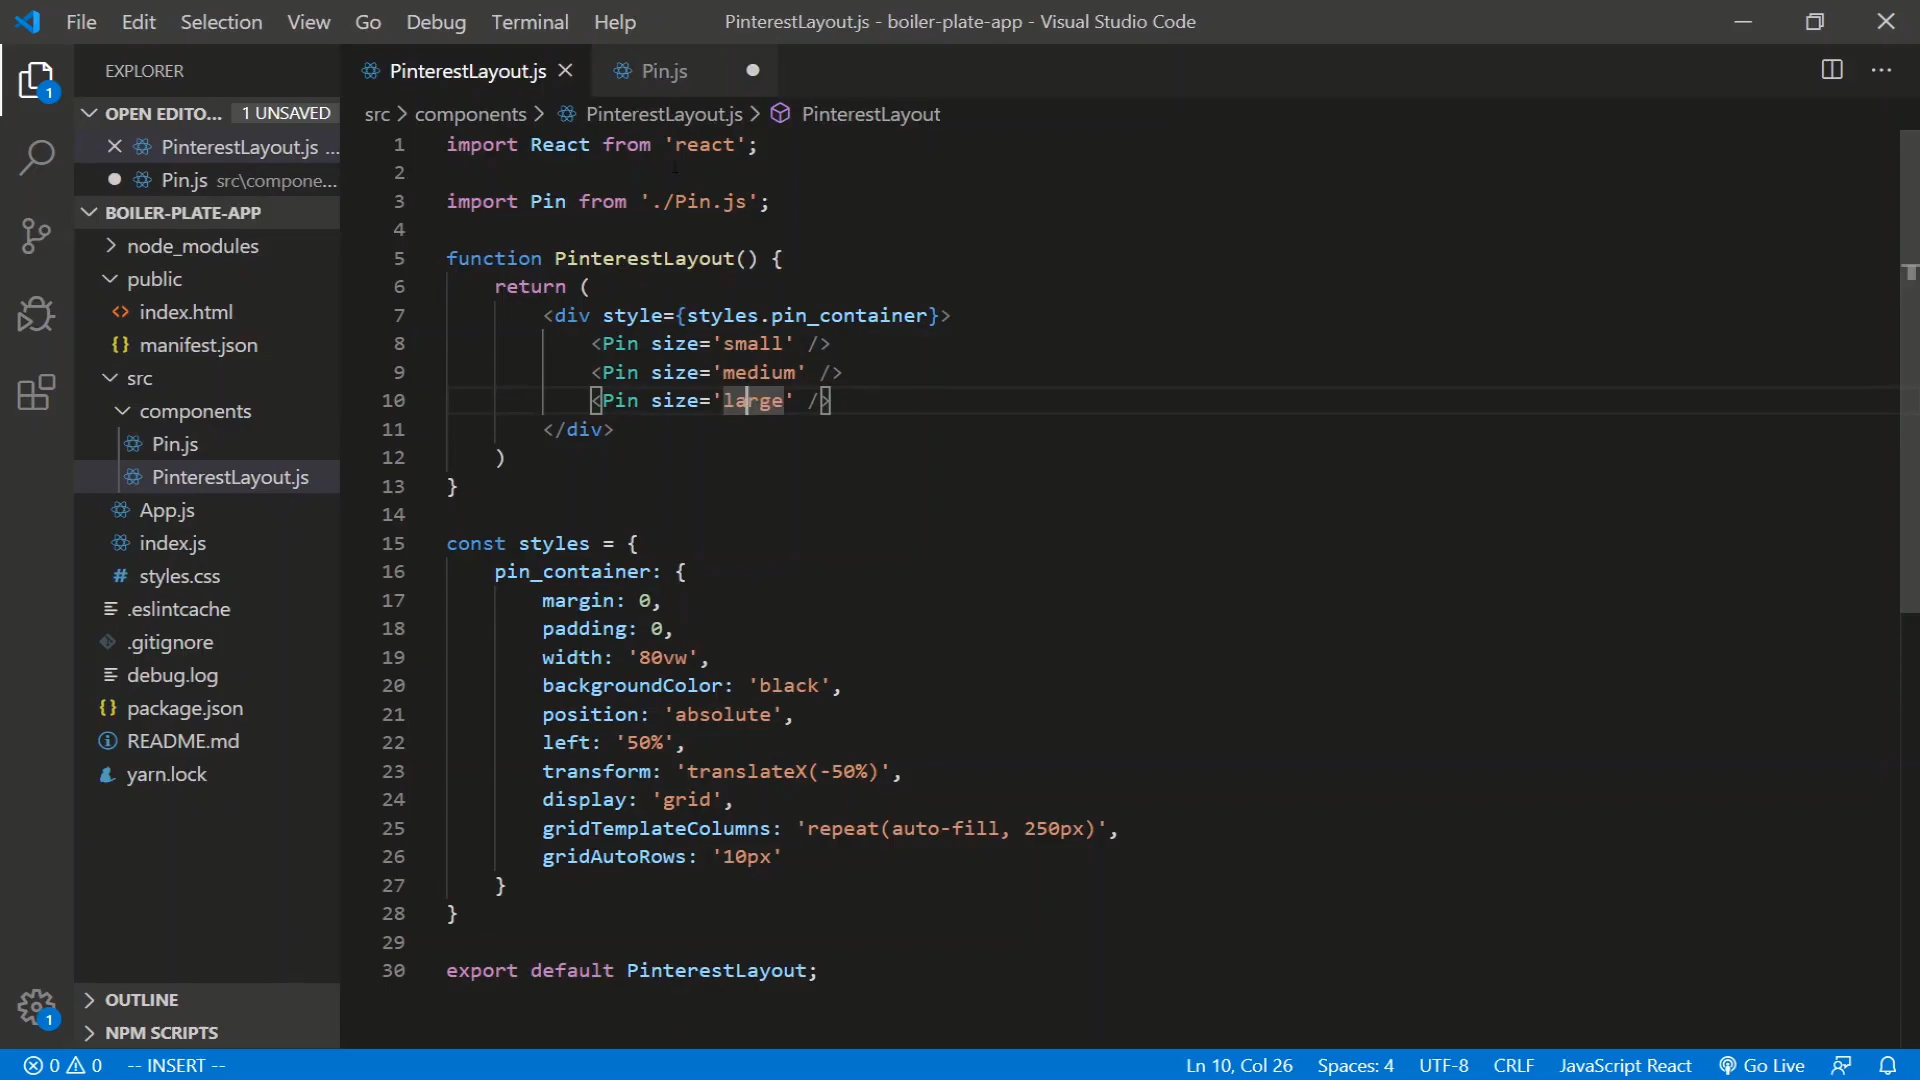 File Edit Selection View Go Debug Terminal Help
PinterestLayout.js - boiler-plate-app - Visual Studio Code
1
EXPLORER
OPEN EDITO... 1 UNSAVED
PinterestLayout.js ...
Pin.js src\compone...
BOILER-PLATE-APP
node_modules
public
index.html
manifest.json
src
components
Pin.js
PinterestLayout.js
App.js
index.js
styles.css
.eslintcache
.gitignore
debug.log
package.json
README.md
yarn.lock
OUTLINE
NPM SCRIPTS
1
PinterestLayout.js Pin.js
src > components > PinterestLayout.js > PinterestLayout
1 import React from 'react';
2
3 import Pin from './Pin.js';
4
5 function PinterestLayout() {
6 return (
7 <div style={styles.pin_container}>
8 <Pin size='small' />
9 <Pin size='medium' />
10 <Pin size='large' />
11 </div>
12 )
13 }
14
15 const styles = {
16 pin_container: {
17 margin: 0,
18 padding: 0,
19 width: '80vw',
20 backgroundColor: 'black',
21 position: 'absolute',
22 left: '50%',
23 transform: 'translateX(-50%)',
24 display: 'grid',
25 gridTemplateColumns: 'repeat(auto-fill, 250px)',
26 gridAutoRows: '10px'
27 }
28 }
29
30 export default PinterestLayout;
0 0 -- INSERT -- Ln 10, Col 26 Spaces: 4 UTF-8 CRLF JavaScript React Go Live